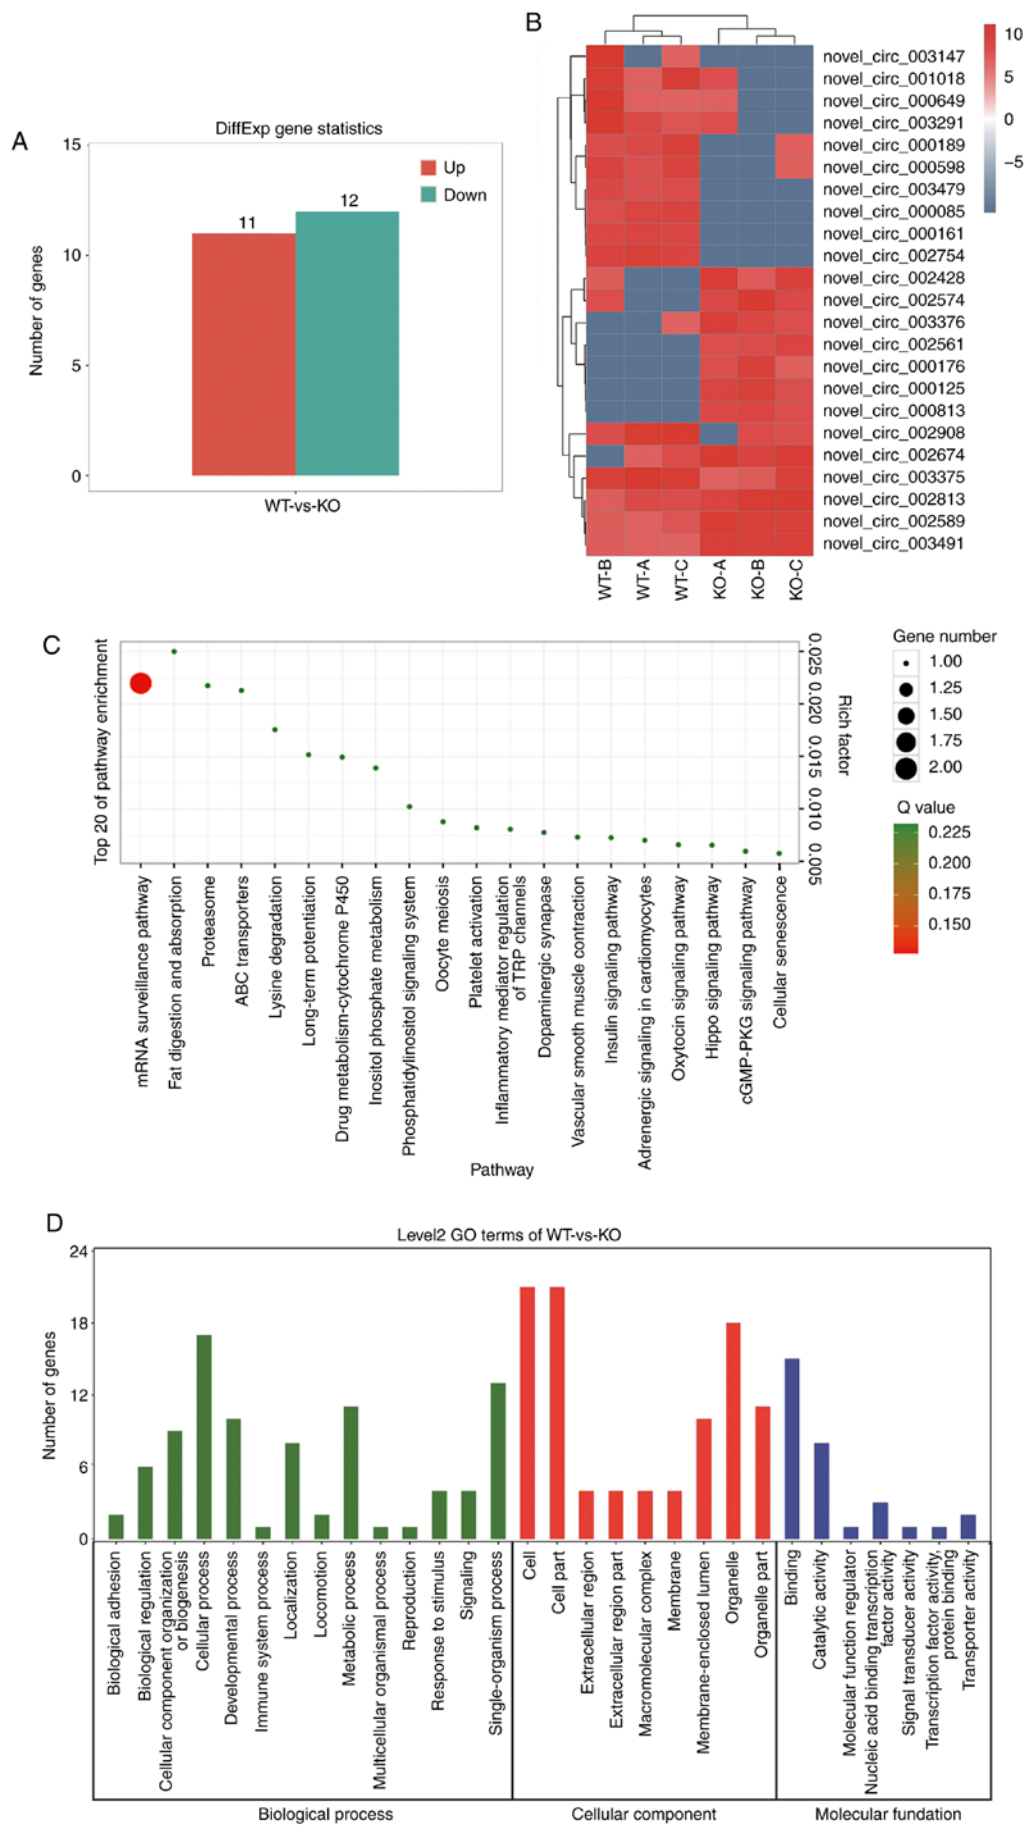 A
DiffExp gene statistics
15
10
5
0
Number of genes
Up
Down
11
12
WT-vs-KO
B
novel_circ_003147
novel_circ_001018
novel_circ_000649
novel_circ_003291
novel_circ_000189
novel_circ_000598
novel_circ_003479
novel_circ_000085
novel_circ_000161
novel_circ_002754
novel_circ_002428
novel_circ_002574
novel_circ_003376
novel_circ_002561
novel_circ_000176
novel_circ_000125
novel_circ_000813
novel_circ_002908
novel_circ_002674
novel_circ_003375
novel_circ_002813
novel_circ_002589
novel_circ_003491
WT-B
WT-A
WT-C
KO-A
KO-B
KO-C
10
5
0
−5
C
Top 20 of pathway enrichment
0.025
0.020
0.015
0.010
0.005
Rich factor
mRNA surveillance pathway
Fat digestion and absorption
Proteasome
ABC transporters
Lysine degradation
Long-term potentiation
Drug metabolism-cytochrome P450
Inositol phosphate metabolism
Phosphatidylinositol signaling system
Oocyte meiosis
Platelet activation
Inflammatory mediator regulation
of TRP channels
Dopaminergic synapase
Vascular smooth muscle contraction
Insulin signaling pathway
Adrenergic signaling in cardiomyocytes
Oxytocin signaling pathway
Hippo signaling pathway
cGMP-PKG signaling pathway
Cellular senescence
Pathway
Gene number
1.00
1.25
1.50
1.75
2.00
Q value
0.225
0.200
0.175
0.150
D
Level2 GO terms of WT-vs-KO
24
18
12
6
0
Number of genes
Biological adhesion
Biological regulation
Cellular component organization
or biogenesis
Cellular process
Developmental process
Immune system process
Localization
Locomotion
Metabolic process
Multicellular organismal process
Reproduction
Response to stimulus
Signaling
Single-organism process
Cell
Cell part
Extracellular region
Extracellular region part
Macromolecular complex
Membrane
Membrane-enclosed lumen
Organelle
Organelle part
Binding
Catalytic activity
Molecular function regulator
Nucleic acid binding transcription
factor activity
Signal transducer activity
Transcription factor activity,
protein binding
Transporter activity
Biological process
Cellular component
Molecular fundation